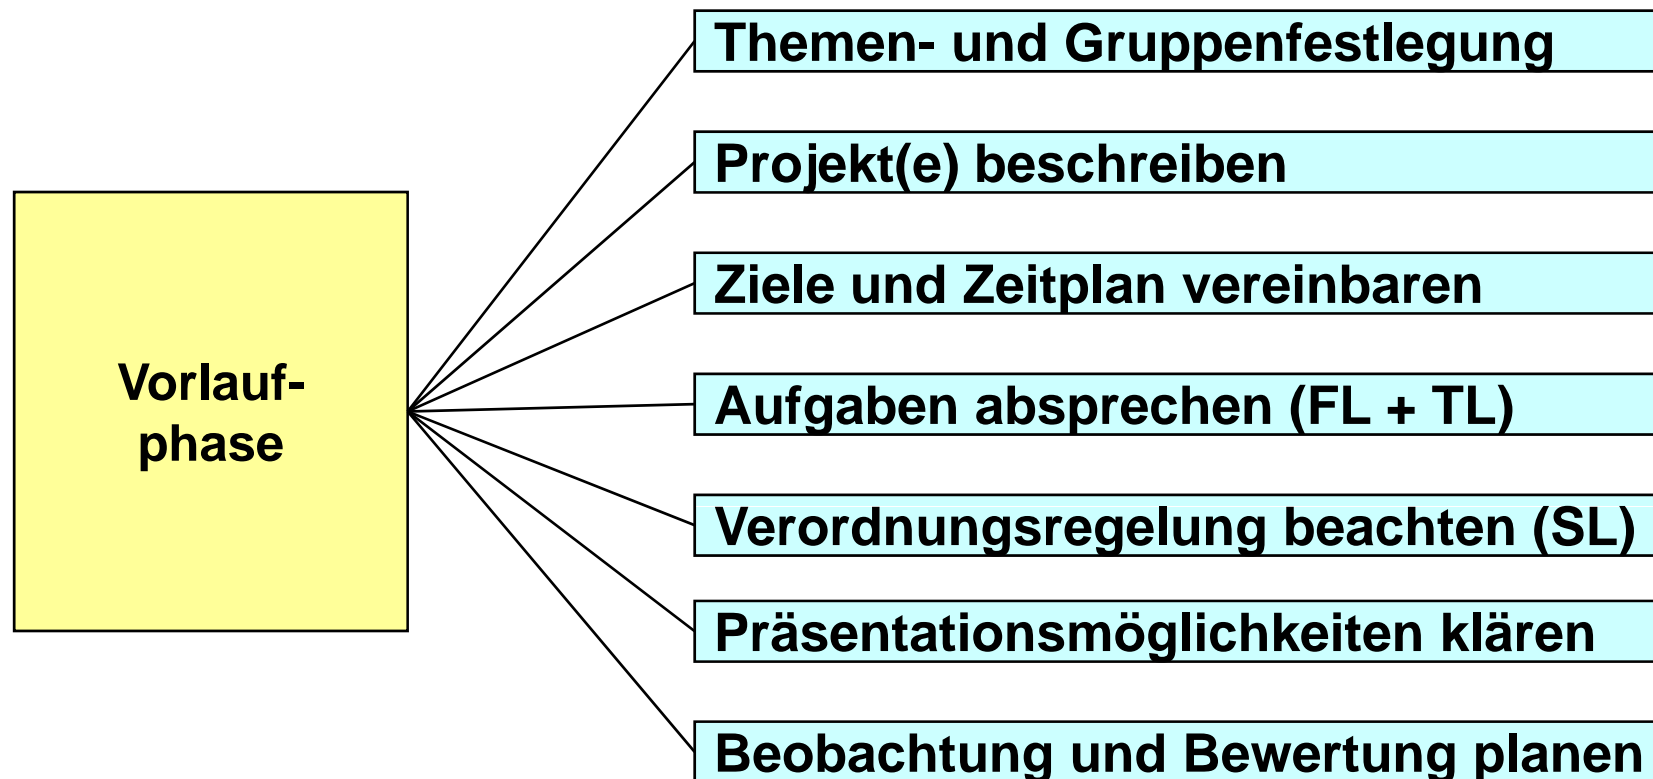 Themen- und Gruppenfestlegung
Projekt(e) beschreiben
Ziele und Zeitplan vereinbaren
Vorlauf-
phase
Aufgaben absprechen (FL + TL)
Verordnungsregelung beachten (SL)
Präsentationsmöglichkeiten klären
Beobachtung und Bewertung planen